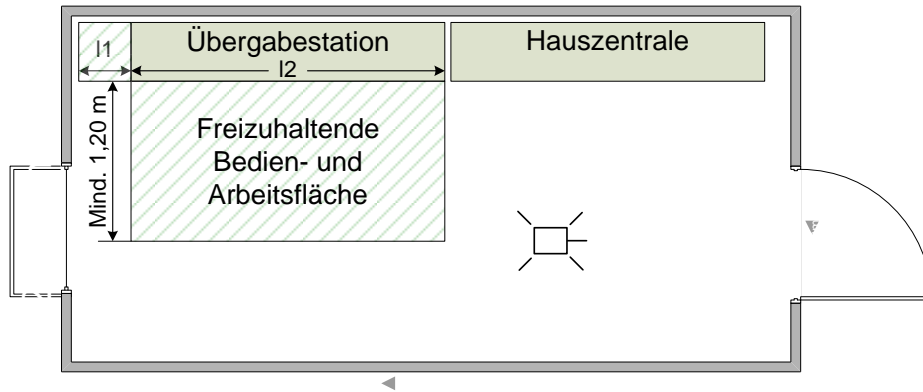 l1
Übergabestation
l2
Hauszentrale
Mind. 1,20 m
Freizuhaltende
Bedien- und
Arbeitsfläche